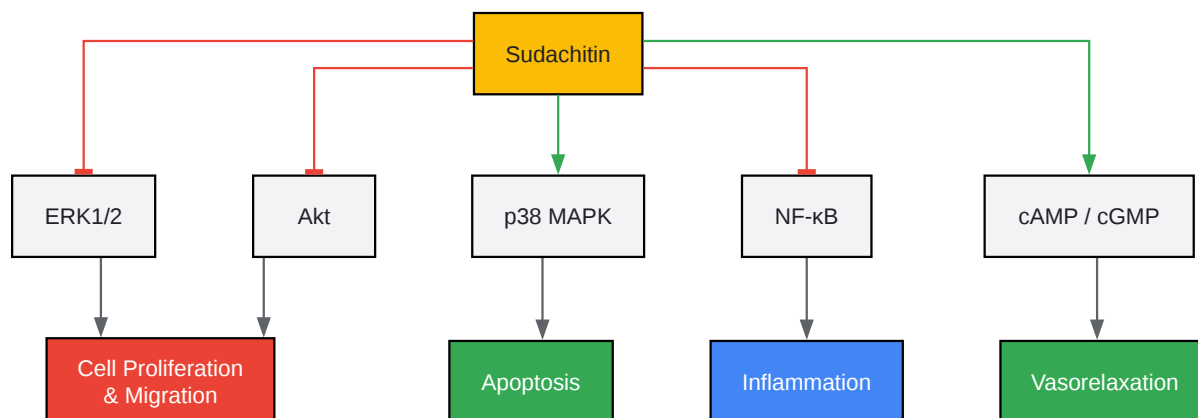 Sudachitin
ERK1/2
Akt
p38 MAPK
NF-κB
cAMP / cGMP
Cell Proliferation
& Migration
Apoptosis
Inflammation
Vasorelaxation